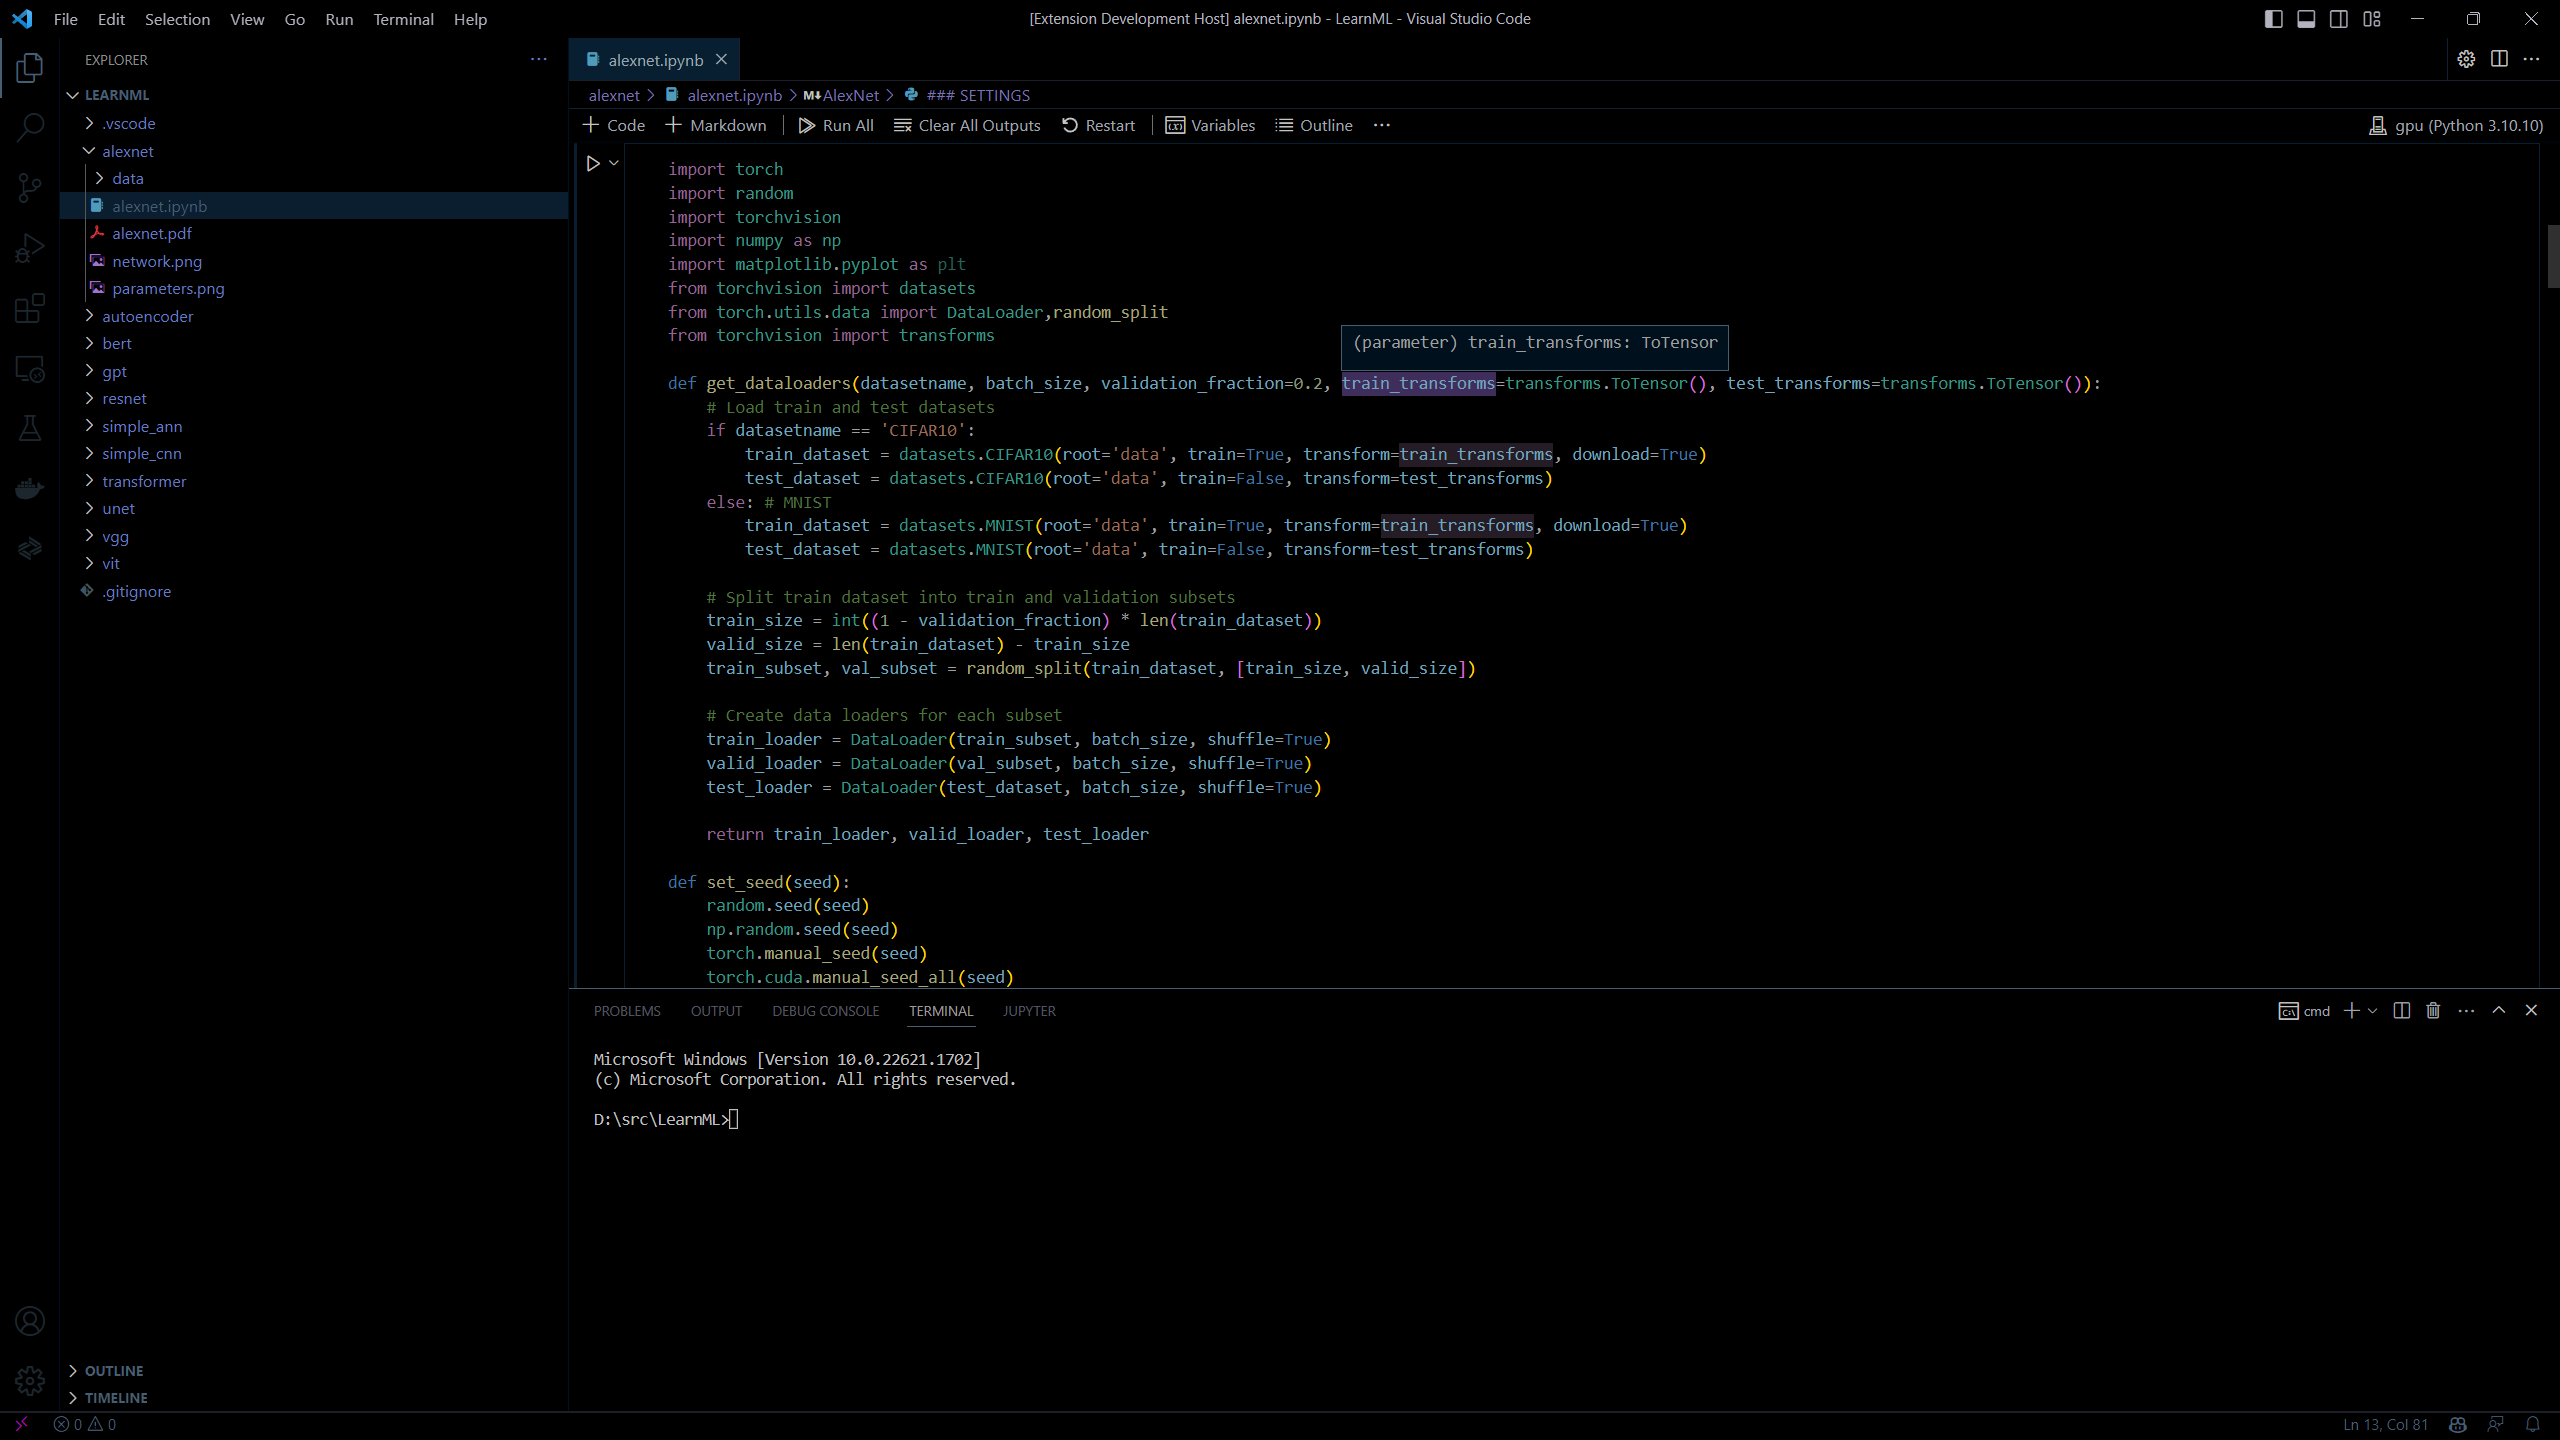 File Edit Selection View Go Run Terminal Help
[Extension Development Host] alexnet.ipynb - LearnML - Visual Studio Code
EXPLORER
LEARNML
.vscode
alexnet
data
alexnet.ipynb
alexnet.pdf
network.png
parameters.png
autoencoder
bert
gpt
resnet
simple_ann
simple_cnn
transformer
unet
vgg
vit
.gitignore
OUTLINE
TIMELINE
alexnet.ipynb
alexnet > alexnet.ipynb > M↓AlexNet > ### SETTINGS
Code Markdown Run All Clear All Outputs Restart Variables Outline ··· gpu (Python 3.10.10)
import torch
import random
import torchvision
import numpy as np
import matplotlib.pyplot as plt
from torchvision import datasets
from torch.utils.data import DataLoader,random_split
from torchvision import transforms
(parameter) train_transforms: ToTensor
def get_dataloaders(datasetname, batch_size, validation_fraction=0.2, train_transforms=transforms.ToTensor(), test_transforms=transforms.ToTensor()):
    # Load train and test datasets
    if datasetname == 'CIFAR10':
        train_dataset = datasets.CIFAR10(root='data', train=True, transform=train_transforms, download=True)
        test_dataset = datasets.CIFAR10(root='data', train=False, transform=test_transforms)
    else: # MNIST
        train_dataset = datasets.MNIST(root='data', train=True, transform=train_transforms, download=True)
        test_dataset = datasets.MNIST(root='data', train=False, transform=test_transforms)
    # Split train dataset into train and validation subsets
    train_size = int((1 - validation_fraction) * len(train_dataset))
    valid_size = len(train_dataset) - train_size
    train_subset, val_subset = random_split(train_dataset, [train_size, valid_size])
    # Create data loaders for each subset
    train_loader = DataLoader(train_subset, batch_size, shuffle=True)
    valid_loader = DataLoader(val_subset, batch_size, shuffle=True)
    test_loader = DataLoader(test_dataset, batch_size, shuffle=True)
    return train_loader, valid_loader, test_loader
def set_seed(seed):
    random.seed(seed)
    np.random.seed(seed)
    torch.manual_seed(seed)
    torch.cuda.manual_seed_all(seed)
PROBLEMS OUTPUT DEBUG CONSOLE TERMINAL JUPYTER
cmd
Microsoft Windows [Version 10.0.22621.1702]
(c) Microsoft Corporation. All rights reserved.
D:\src\LearnML>
0 0
Ln 13, Col 81